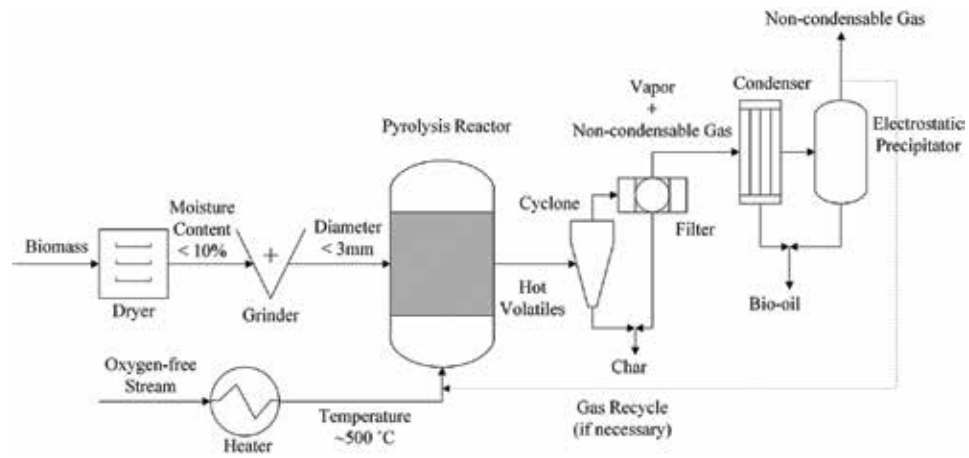 Non-condensable Gas
Condenser
Vapor
+
Non-condensable Gas
Electrostatic
Precipitator
Pyrolysis Reactor
Moisture
Content
< 10%
Diameter
< 3mm
Cyclone
Filter
Biomass
+
Dryer
Grinder
Hot
Volatiles
Bio-oil
Char
Oxygen-free
Stream
Heater
Temperature
~500 ˚C
Gas Recycle
(if necessary)